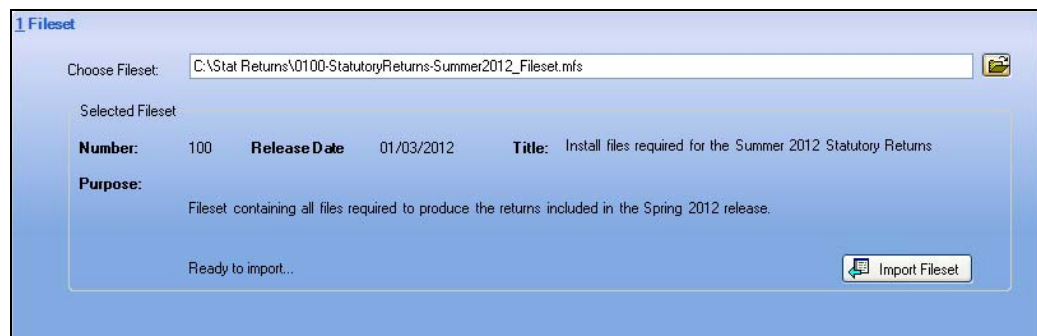 1 Fileset
Choose Fileset: C:\Stat Returns\0100-StatutoryReturns-Summer2012_Fileset.mfs
Selected Fileset
Number: 100 Release Date 01/03/2012 Title: Install files required for the Summer 2012 Statutory Returns
Purpose:
Fileset containing all files required to produce the returns included in the Spring 2012 release.
Ready to import... Import Fileset